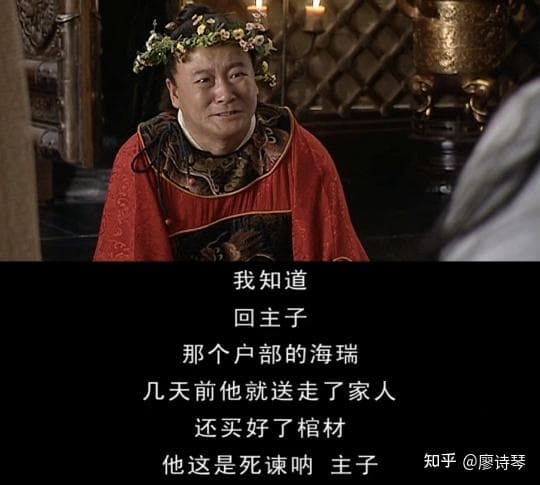 我知道
回主子
那个户部的海瑞
几天前他就送走了家人
还买好了棺材
他这是死谏呐 主子
知乎 @廖诗琴